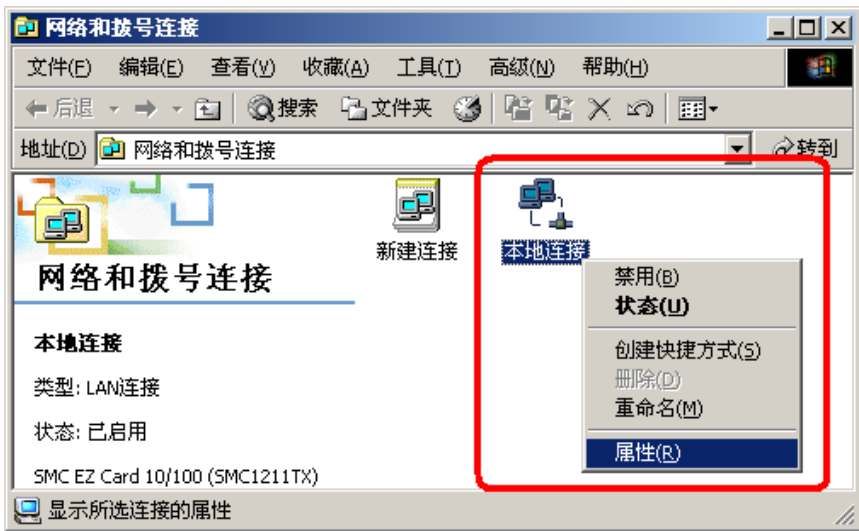 网络和拨号连接
文件(F) 编辑(E) 查看(V) 收藏(A) 工具(T) 高级(N) 帮助(H)
后退 搜索 文件夹
地址(D) 网络和拨号连接 转到
新建连接 本地连接
网络和拨号连接
禁用(B)
状态(U)
本地连接
创建快捷方式(S)
类型: LAN连接
删除(D)
重命名(M)
状态: 已启用
属性(R)
SMC EZ Card 10/100 (SMC1211TX)
显示所选连接的属性